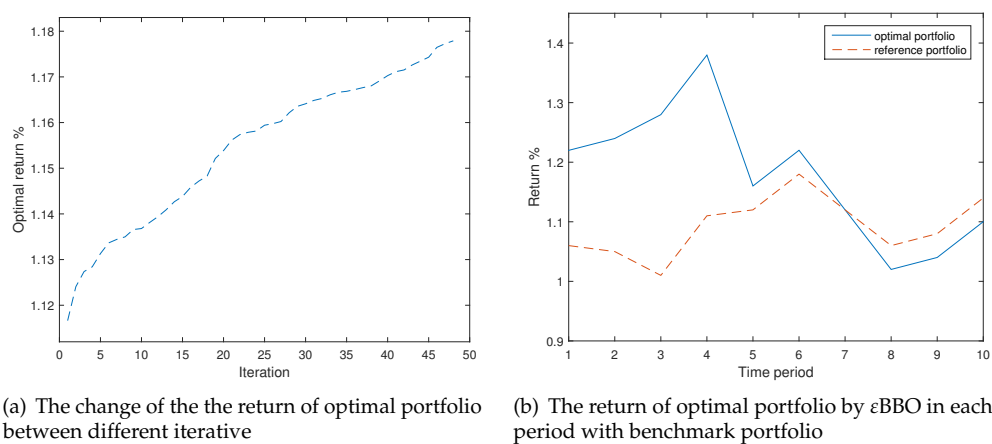 1.18
1.17
1.16
1.15
1.14
1.13
1.12
Optimal return %
0 5 10 15 20 25 30 35 40 45 50
Iteration
(a) The change of the the return of optimal portfolio
between different iterative
optimal portfolio
reference portfolio
1.4
1.3
1.2
1.1
1
0.9
Return %
1 2 3 4 5 6 7 8 9 10
Time period
(b) The return of optimal portfolio by εBBO in each
period with benchmark portfolio